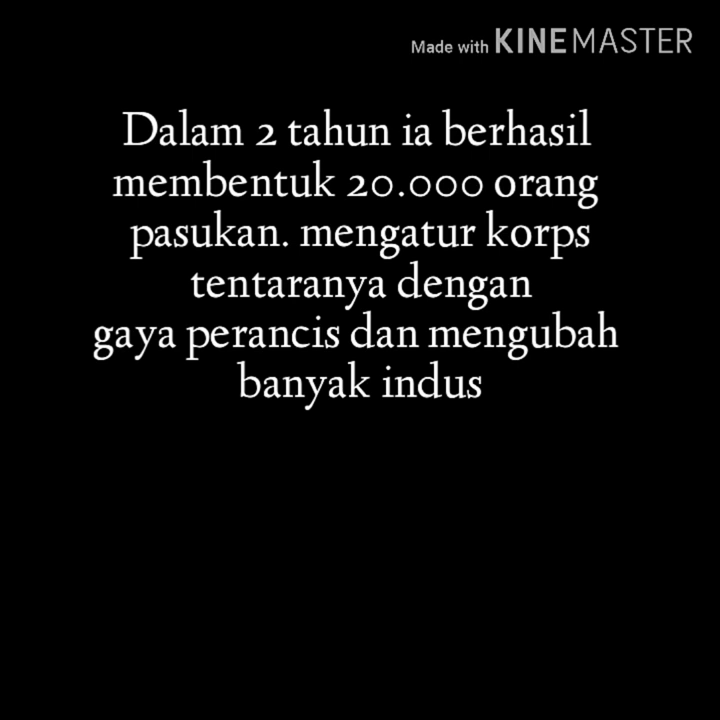 Made with KINEMASTER
Dalam 2 tahun ia berhasil
membentuk 20.000 orang
pasukan. mengatur korps
tentaranya dengan
gaya perancis dan mengubah
banyak indus